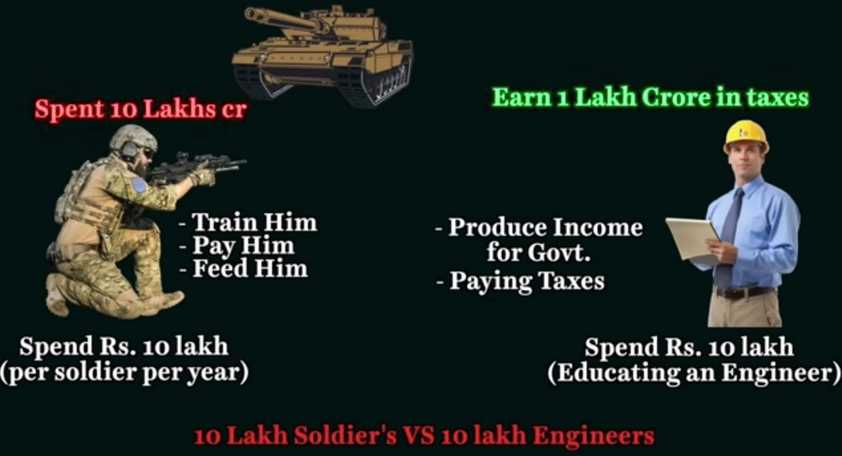 Spent 10 Lakhs cr
- Train Him
- Pay Him
- Feed Him
Spend Rs. 10 lakh
(per soldier per year)
Earn 1 Lakh Crore in taxes
- Produce Income
for Govt.
- Paying Taxes
Spend Rs. 10 lakh
(Educating an Engineer)
10 Lakh Soldier's VS 10 lakh Engineers